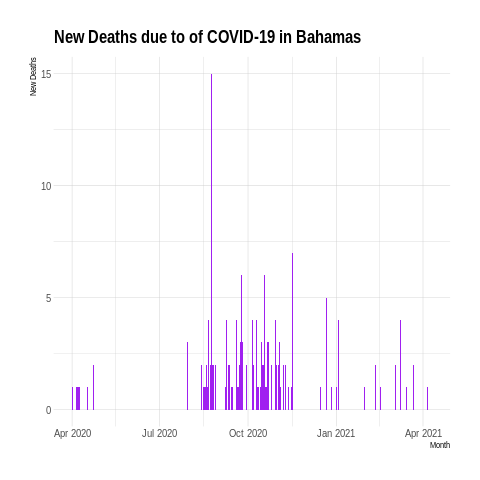 New Deaths due to of COVID-19 in Bahamas
New Deaths
15
10
5
0
Apr 2020
Jul 2020
Oct 2020
Jan 2021
Apr 2021
Month